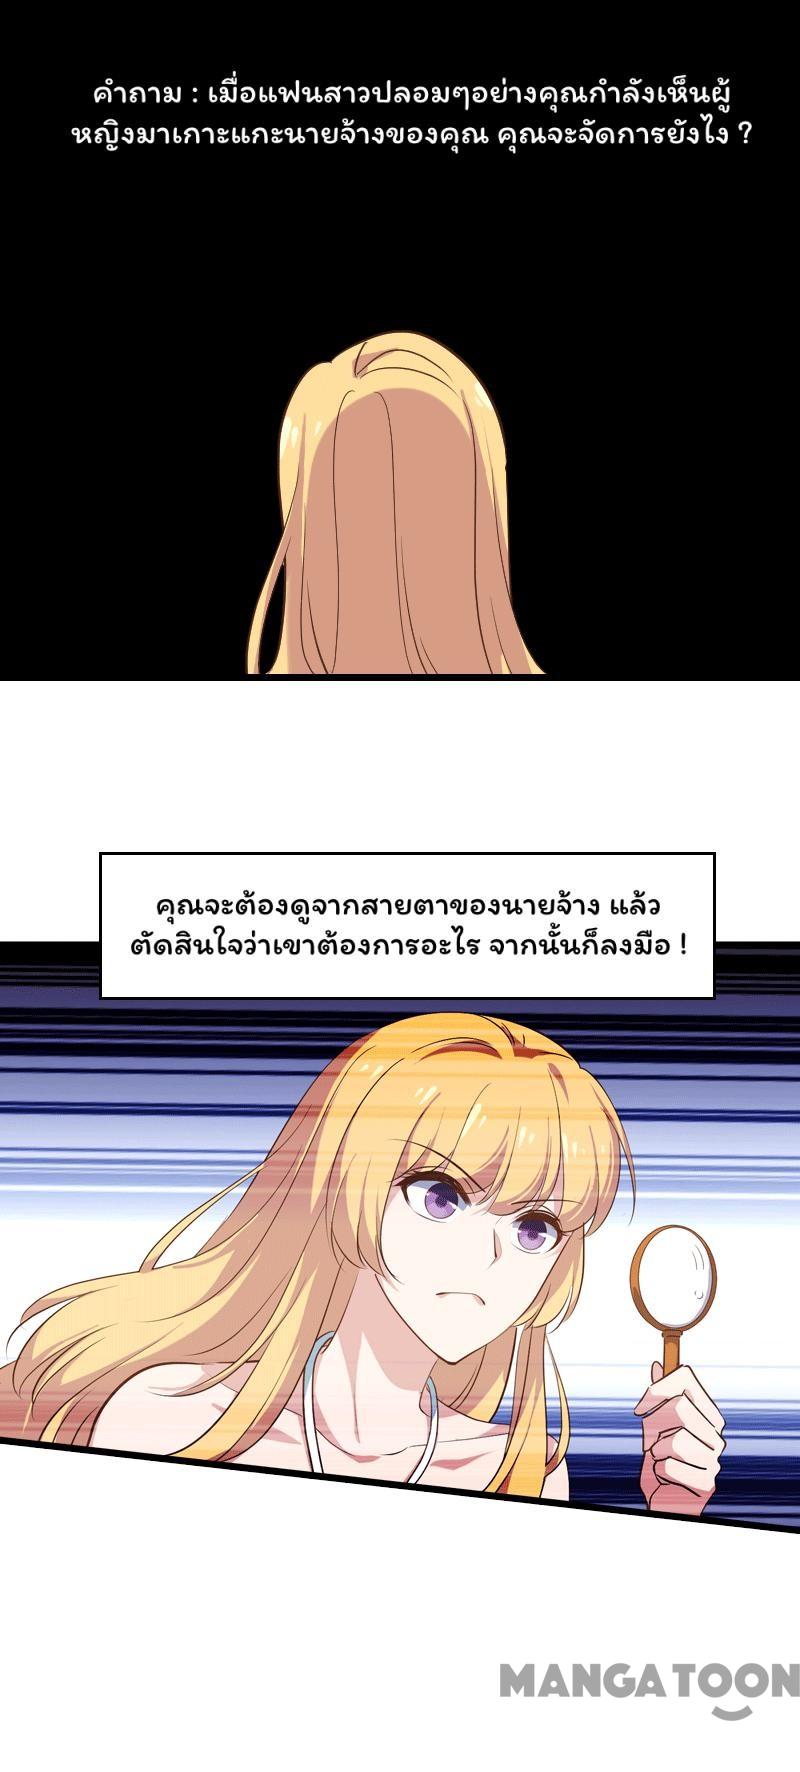 คำถาม : เมื่อแฟนสาวปลอมๆอย่างคุณกำลังเห็นผู้
หญิงมาเกาะแกะนายจ้างของคุณ คุณจะจัดการยังไง ?
คุณจะต้องดูจากสายตาของนายจ้าง แล้ว
ตัดสินใจว่าเขาต้องการอะไร จากนั้นก็ลงมือ !
MANGATOON